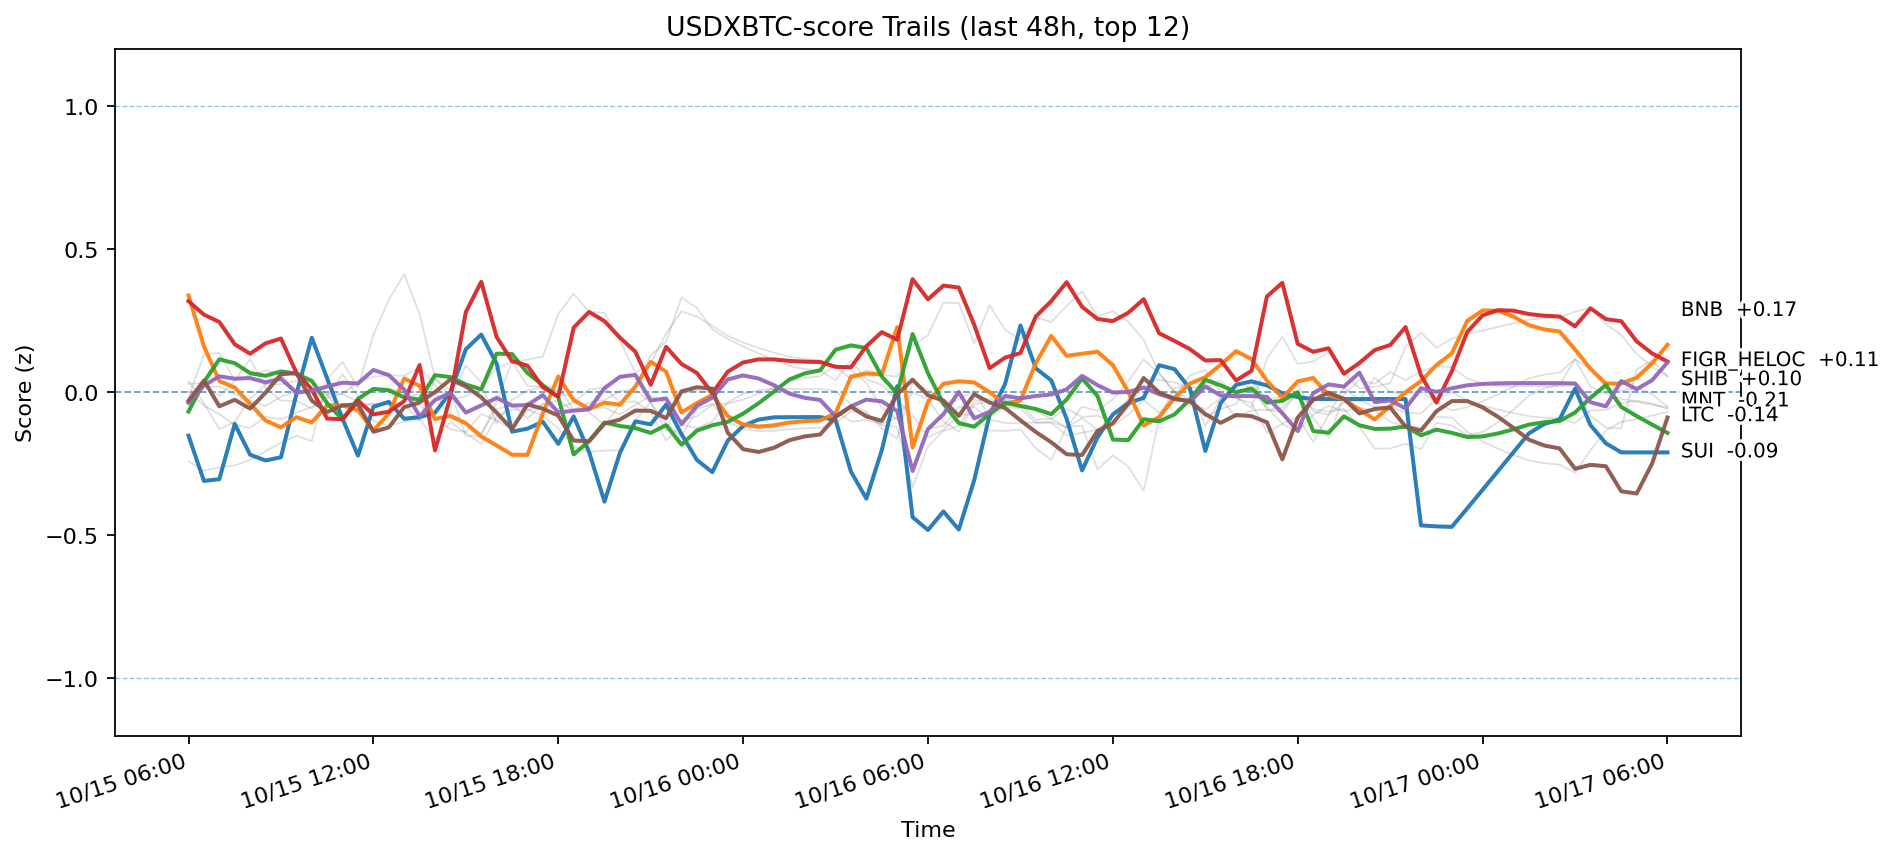 USDXBTC-score Trails (last 48h, top 12)
Score (z)
1.0
0.5
0.0
−0.5
−1.0
BNB +0.17
FIGR_HELOC +0.11
SHIB +0.10
MNT -0.21
LTC -0.14
SUI -0.09
10/15 06:00
10/15 12:00
10/15 18:00
10/16 00:00
10/16 06:00
10/16 12:00
10/16 18:00
10/17 00:00
10/17 06:00
Time